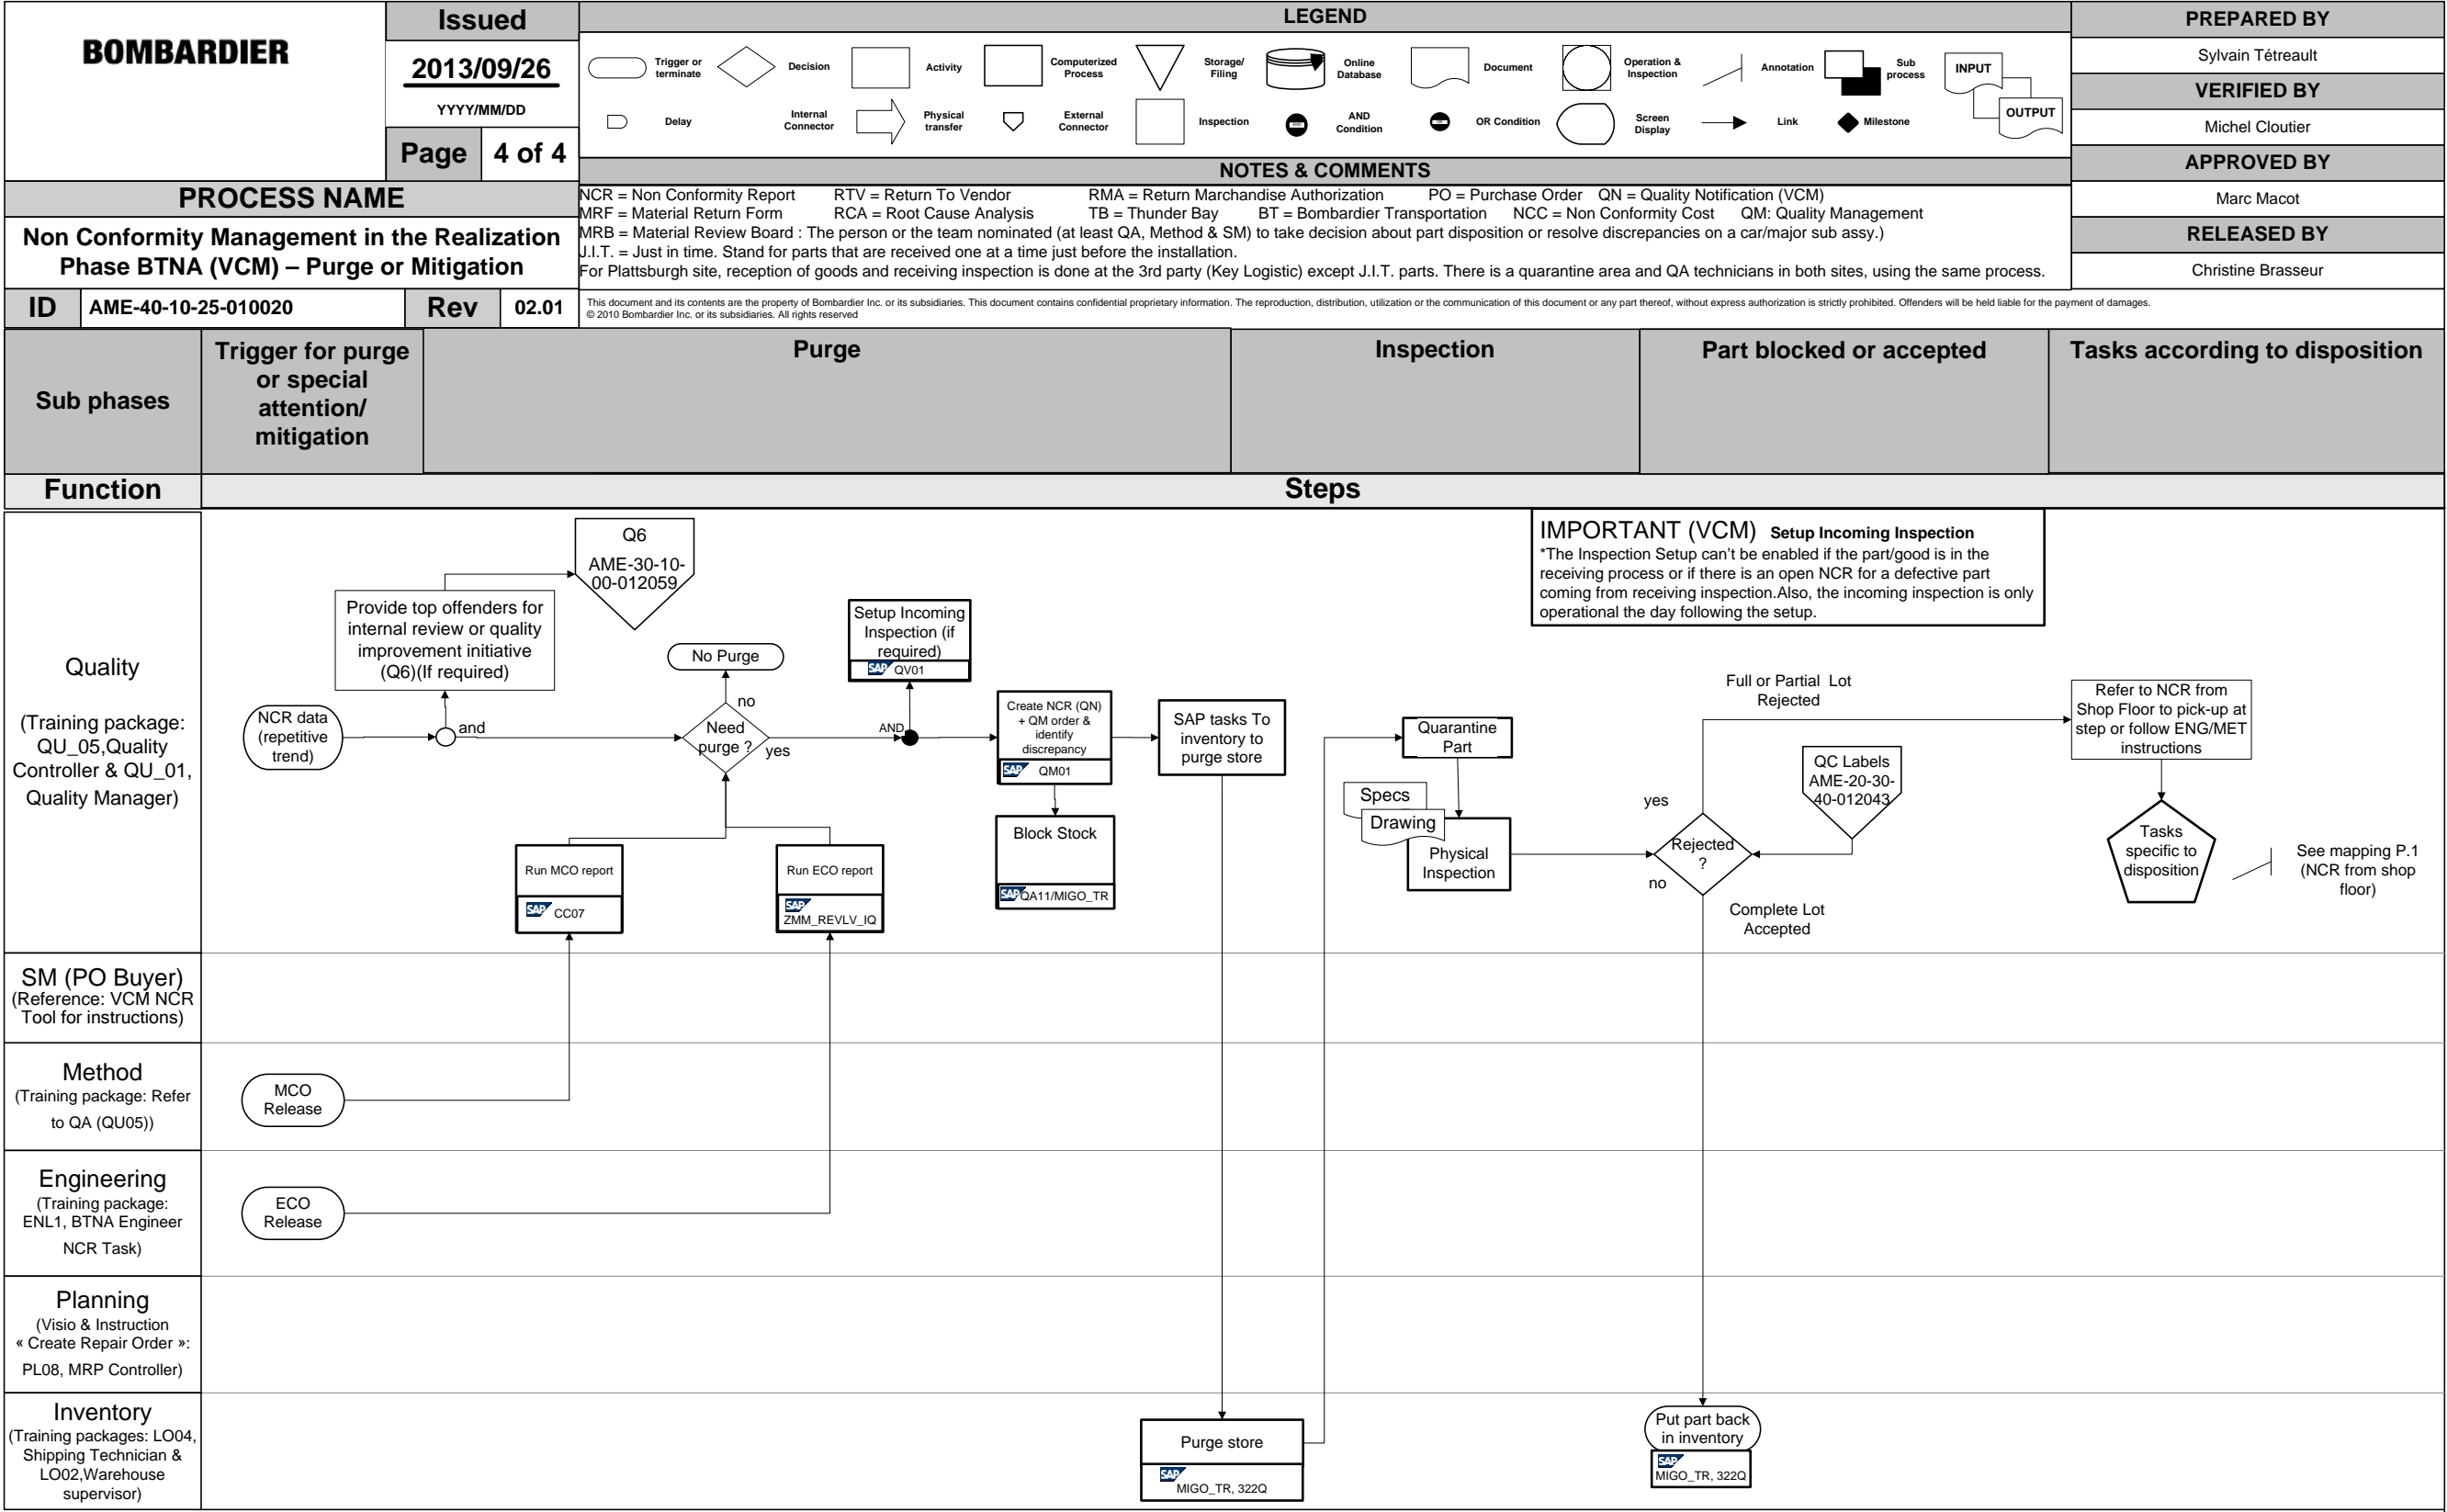 BOMBARDIER
Issued
2013/09/26
YYYY/MM/DD
Page
4 of 4
PROCESS NAME
Non Conformity Management in the Realization
Phase BTNA (VCM) – Purge or Mitigation
ID
AME-40-10-25-010020
Rev
02.01
LEGEND
Trigger or
terminate
Decision
Activity
Computerized
Process
Storage/
Filing
Online
Database
Document
Operation &
Inspection
Annotation
Sub
process
INPUT
OUTPUT
Delay
Internal
Connector
Physical
transfer
External
Connector
Inspection
AND
Condition
OR Condition
Screen
Display
Link
Milestone
NOTES & COMMENTS
NCR = Non Conformity Report RTV = Return To Vendor RMA = Return Marchandise Authorization PO = Purchase Order QN = Quality Notification (VCM)
MRF = Material Return Form RCA = Root Cause Analysis TB = Thunder Bay BT = Bombardier Transportation NCC = Non Conformity Cost QM: Quality Management
MRB = Material Review Board : The person or the team nominated (at least QA, Method & SM) to take decision about part disposition or resolve discrepancies on a car/major sub assy.)
J.I.T. = Just in time. Stand for parts that are received one at a time just before the installation.
For Plattsburgh site, reception of goods and receiving inspection is done at the 3rd party (Key Logistic) except J.I.T. parts. There is a quarantine area and QA technicians in both sites, using the same process.
This document and its contents are the property of Bombardier Inc. or its subsidiaries. This document contains confidential proprietary information. The reproduction, distribution, utilization or the communication of this document or any part thereof, without express authorization is strictly prohibited. Offenders will be held liable for the payment of damages.
© 2010 Bombardier Inc. or its subsidiaries. All rights reserved
PREPARED BY
Sylvain Tétreault
VERIFIED BY
Michel Cloutier
APPROVED BY
Marc Macot
RELEASED BY
Christine Brasseur
Sub phases
Trigger for purge
or special
attention/
mitigation
Purge
Inspection
Part blocked or accepted
Tasks according to disposition
Function
Steps
Quality
(Training package:
QU_05,Quality
Controller & QU_01,
Quality Manager)
Q6
AME-30-10-
00-012059
Provide top offenders for
internal review or quality
improvement initiative
(Q6)(If required)
NCR data
(repetitive
trend)
and
No Purge
no
Need
purge ?
yes
Setup Incoming
Inspection (if
required)
SAP QV01
AND
Create NCR (QN)
+ QM order &
identify
discrepancy
SAP QM01
SAP tasks To
inventory to
purge store
Block Stock
SAP QA11/MIGO_TR
Run MCO report
SAP CC07
Run ECO report
SAP
ZMM_REVLV_IQ
IMPORTANT (VCM) Setup Incoming Inspection
*The Inspection Setup can't be enabled if the part/good is in the
receiving process or if there is an open NCR for a defective part
coming from receiving inspection.Also, the incoming inspection is only
operational the day following the setup.
Quarantine
Part
Specs
Drawing
Physical
Inspection
Full or Partial Lot
Rejected
yes
Rejected
?
no
Complete Lot
Accepted
QC Labels
AME-20-30-
40-012043
Refer to NCR from
Shop Floor to pick-up at
step or follow ENG/MET
instructions
Tasks
specific to
disposition
See mapping P.1
(NCR from shop
floor)
SM (PO Buyer)
(Reference: VCM NCR
Tool for instructions)
Method
(Training package: Refer
to QA (QU05))
MCO
Release
Engineering
(Training package:
ENL1, BTNA Engineer
NCR Task)
ECO
Release
Planning
(Visio & Instruction
« Create Repair Order »:
PL08, MRP Controller)
Inventory
(Training packages: LO04,
Shipping Technician &
LO02,Warehouse
supervisor)
Purge store
SAP
MIGO_TR, 322Q
Put part back
in inventory
SAP
MIGO_TR, 322Q